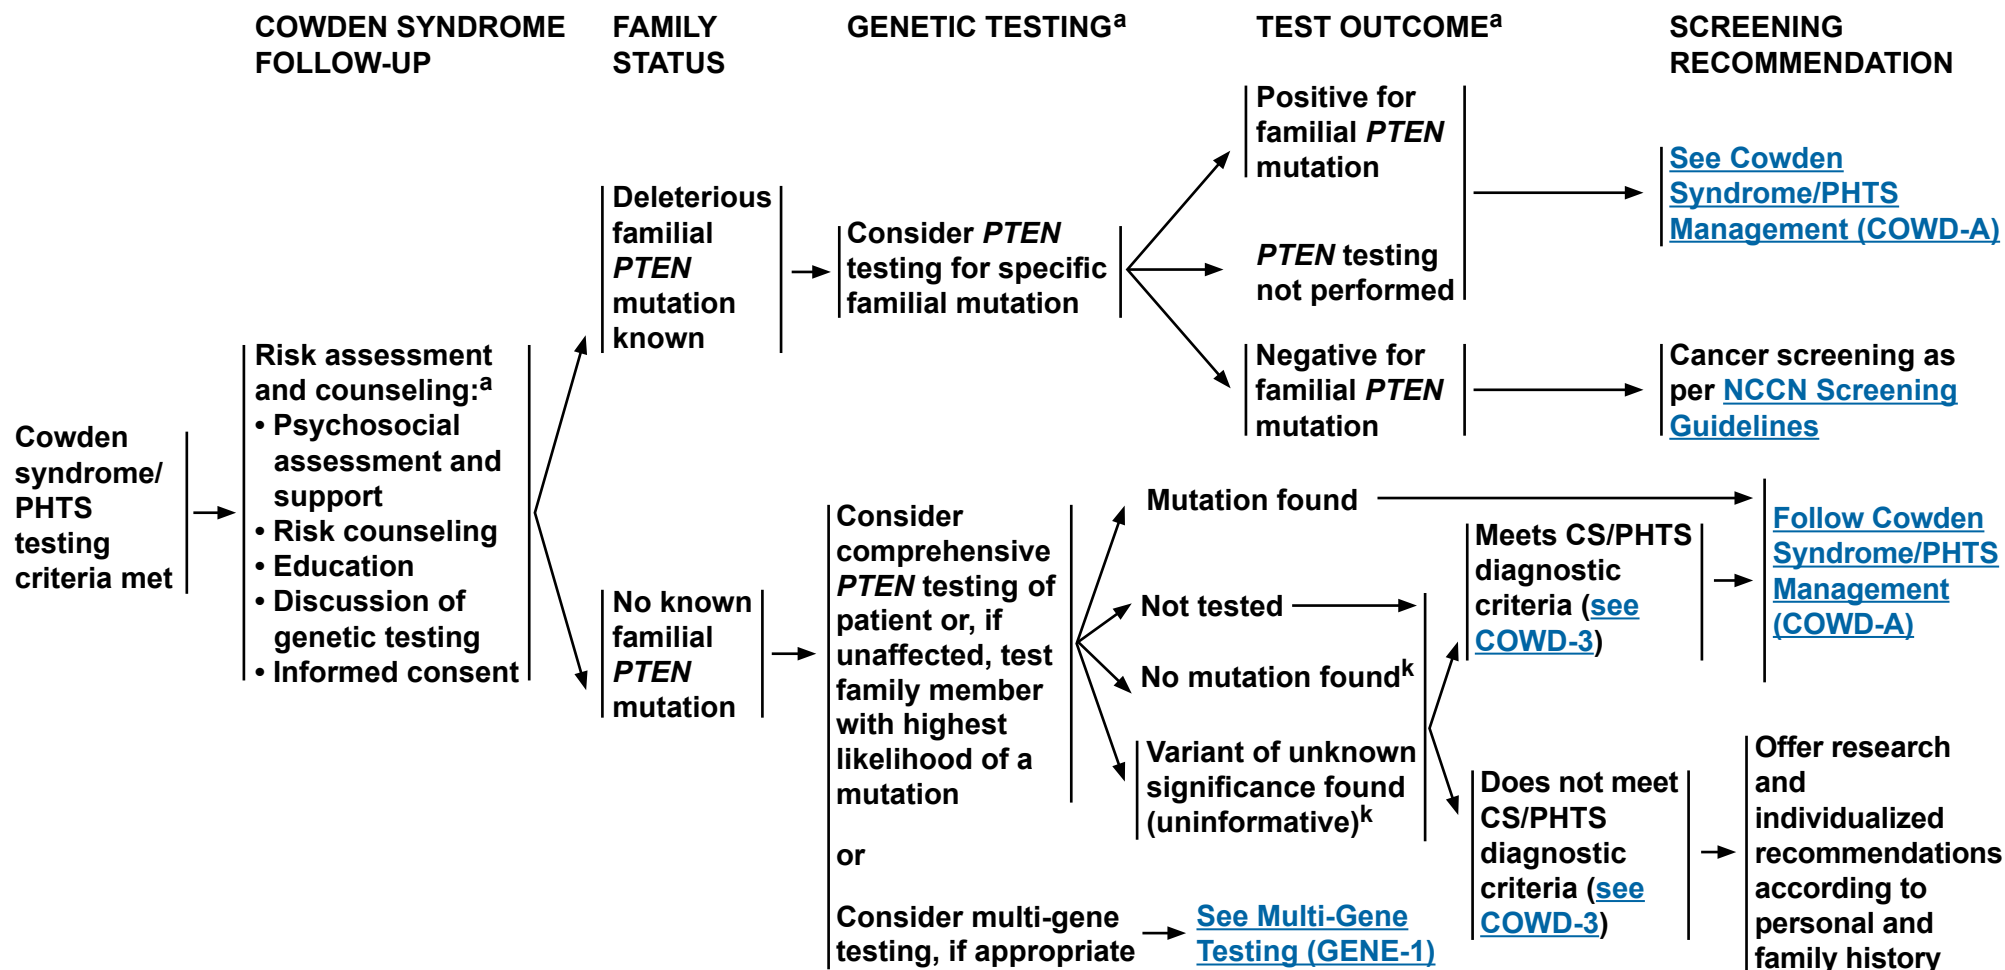 COWDEN SYNDROME
FOLLOW-UP
FAMILY
STATUS
GENETIC TESTINGa
TEST OUTCOMEa
SCREENING
RECOMMENDATION
Cowden
syndrome/
PHTS
testing
criteria met
Risk assessment
and counseling:a
• Psychosocial
assessment and
support
• Risk counseling
• Education
• Discussion of
genetic testing
• Informed consent
Deleterious
familial
PTEN
mutation
known
Consider PTEN
testing for specific
familial mutation
Positive for
familial PTEN
mutation
PTEN testing
not performed
See Cowden
Syndrome/PHTS
Management (COWD-A)
Negative for
familial PTEN
mutation
Cancer screening as
per NCCN Screening
Guidelines
No known
familial
PTEN
mutation
Consider
comprehensive
PTEN testing of
patient or, if
unaffected, test
family member
with highest
likelihood of a
mutation
or
Consider multi-gene
testing, if appropriate
See Multi-Gene
Testing (GENE-1)
Mutation found
Not tested
No mutation foundk
Variant of unknown
significance found
(uninformative)k
Meets CS/PHTS
diagnostic
criteria (see
COWD-3)
Follow Cowden
Syndrome/PHTS
Management
(COWD-A)
Does not meet
CS/PHTS
diagnostic
criteria (see
COWD-3)
Offer research
and
individualized
recommendations
according to
personal and
family history